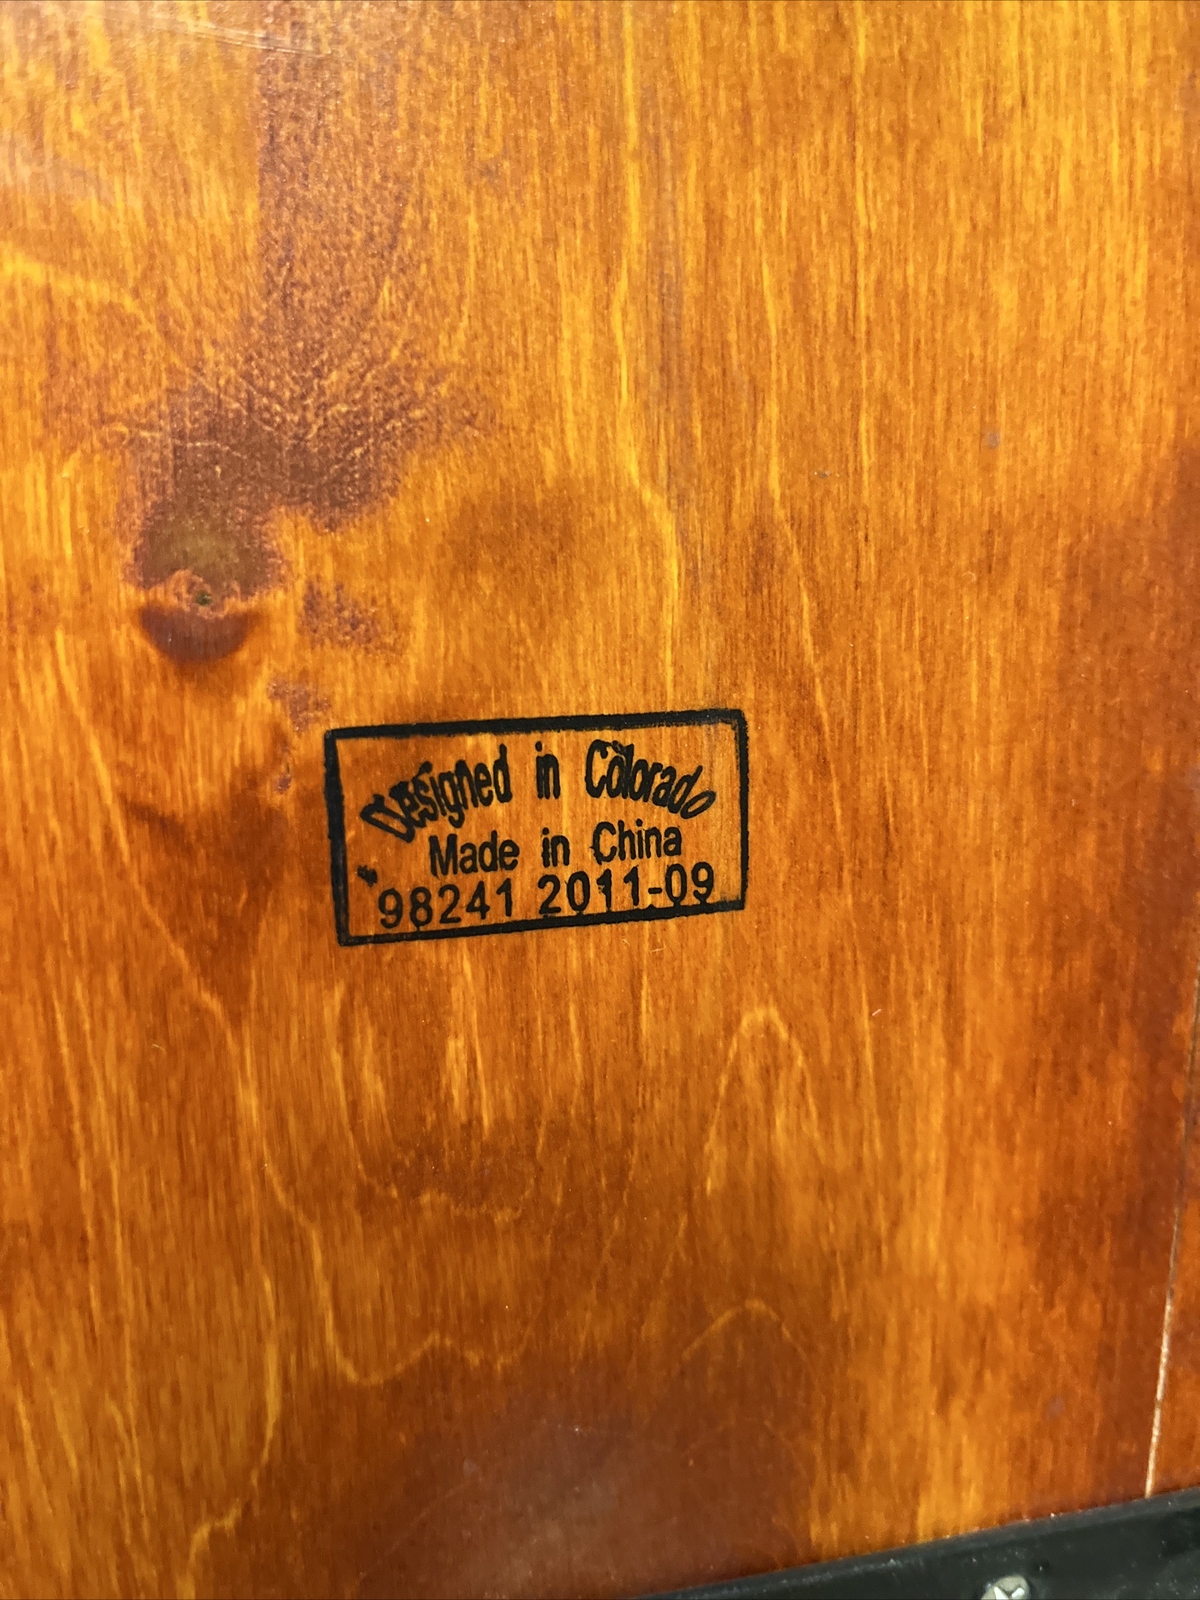 Designed in Colorado
Made in China
98241 2011-09